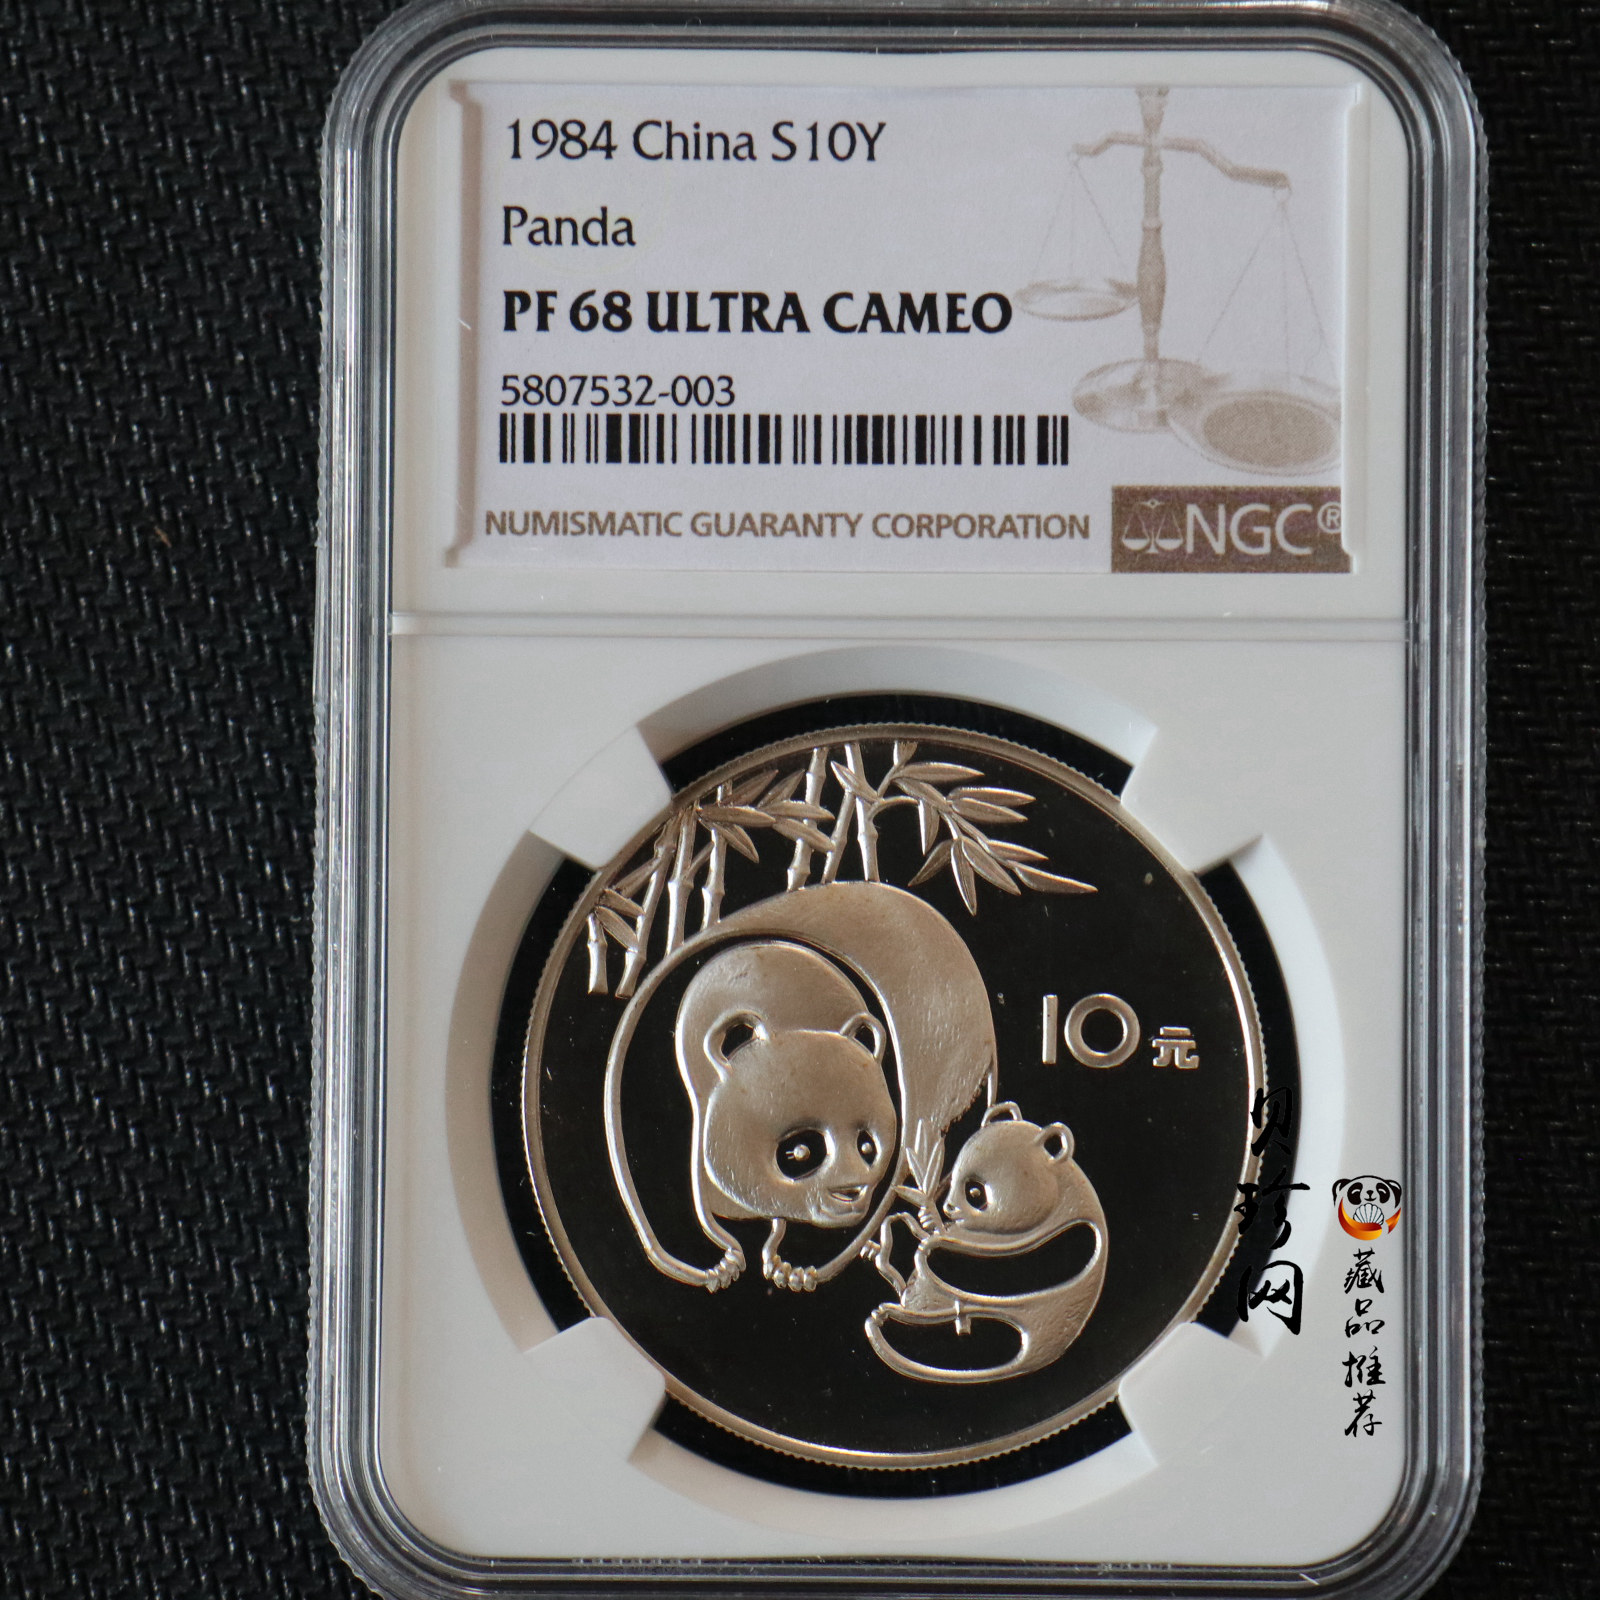 1984 China S10Y
Panda
PF 68 ULTRA CAMEO
5807532-003
NUMISMATIC GUARANTY CORPORATION
NGC®
10元
贝珍网
藏品推荐